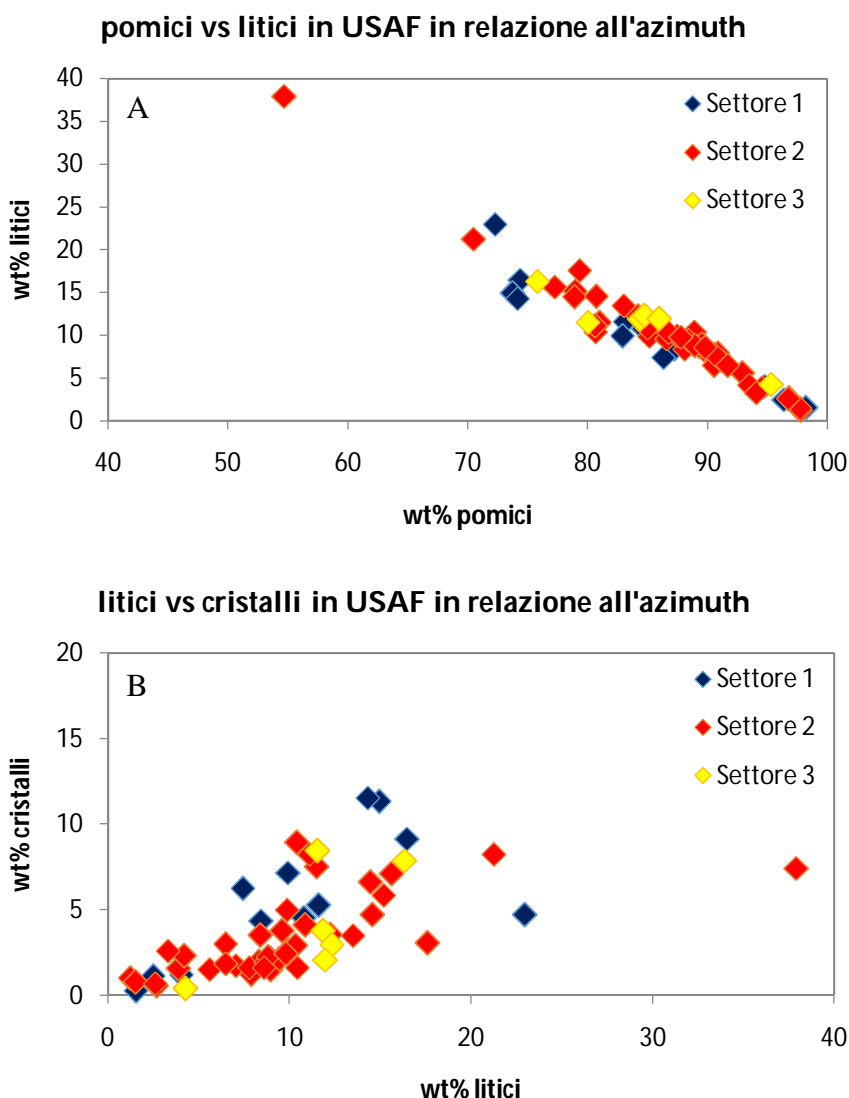 pomici vs litici in USAF in relazione all'azimuth
A
Settore 1
Settore 2
Settore 3
40
35
30
25
20
15
10
5
0
wt% litici
40 50 60 70 80 90 100
wt% pomici
litici vs cristalli in USAF in relazione all'azimuth
B
Settore 1
Settore 2
Settore 3
20
15
10
5
0
wt% cristalli
0 10 20 30 40
wt% litici